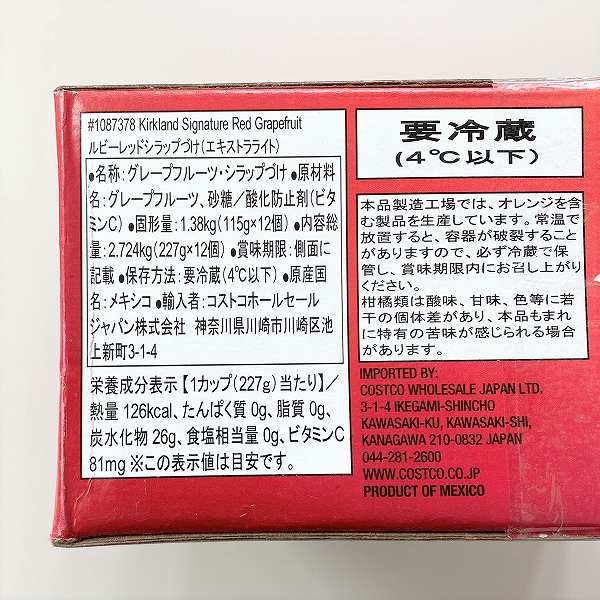 #1087378 Kirkland Signature Red Grapefruit
ルビーレッドシラップづけ(エキストラライト)
●名称:グレープフルーツ・シラップづけ ●原材料
名:グレープフルーツ、砂糖／酸化防止剤(ビタ
ミンC) ●固形量:1.38kg(115g×12個) ●内容総
量:2.724kg(227g×12個) ●賞味期限:側面に
記載 ●保存方法:要冷蔵(4℃以下) ●原産国
名:メキシコ ●輸入者:コストコホールセール
ジャパン株式会社 神奈川県川崎市川崎区池
上新町3-1-4
栄養成分表示【1カップ(227g)当たり】／
熱量 126kcal、たんぱく質 0g、脂質 0g、
炭水化物 26g、食塩相当量 0g、ビタミンC
81mg ※この表示値は目安です。
要冷蔵
(4℃以下)
本品製造工場では、オレンジを含
む製品を生産しています。常温で
放置すると、容器が破裂すること
がありますので、必ず冷蔵で保
管し、賞味期限内にお召し上がり
ください。
柑橘類は酸味、甘味、色等に若
干の個体差があり、本品もまれ
に特有の苦味が感じられる場合
があります。
IMPORTED BY:
COSTCO WHOLESALE JAPAN LTD.
3-1-4 IKEGAMI-SHINCHO
KAWASAKI-KU, KAWASAKI-SHI,
KANAGAWA 210-0832 JAPAN
044-281-2600
WWW.COSTCO.CO.JP
PRODUCT OF MEXICO